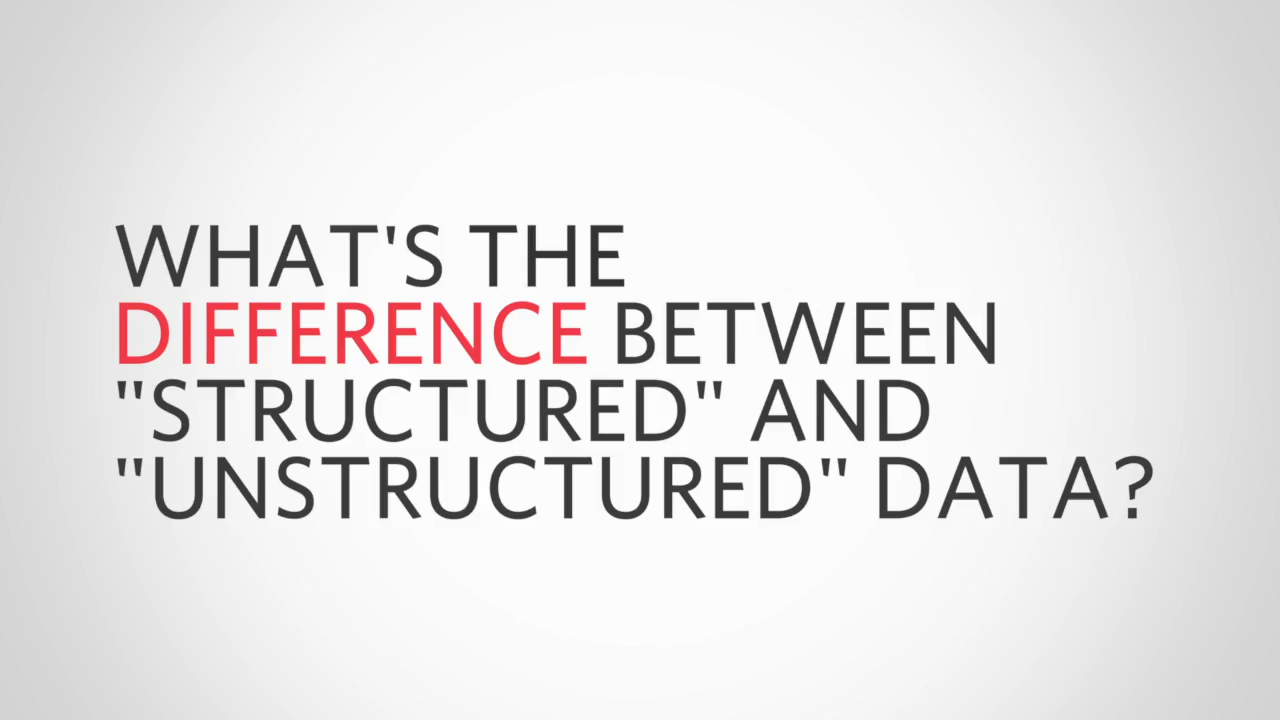 WHAT'S THE
DIFFERENCE BETWEEN
"STRUCTURED" AND
"UNSTRUCTURED" DATA?